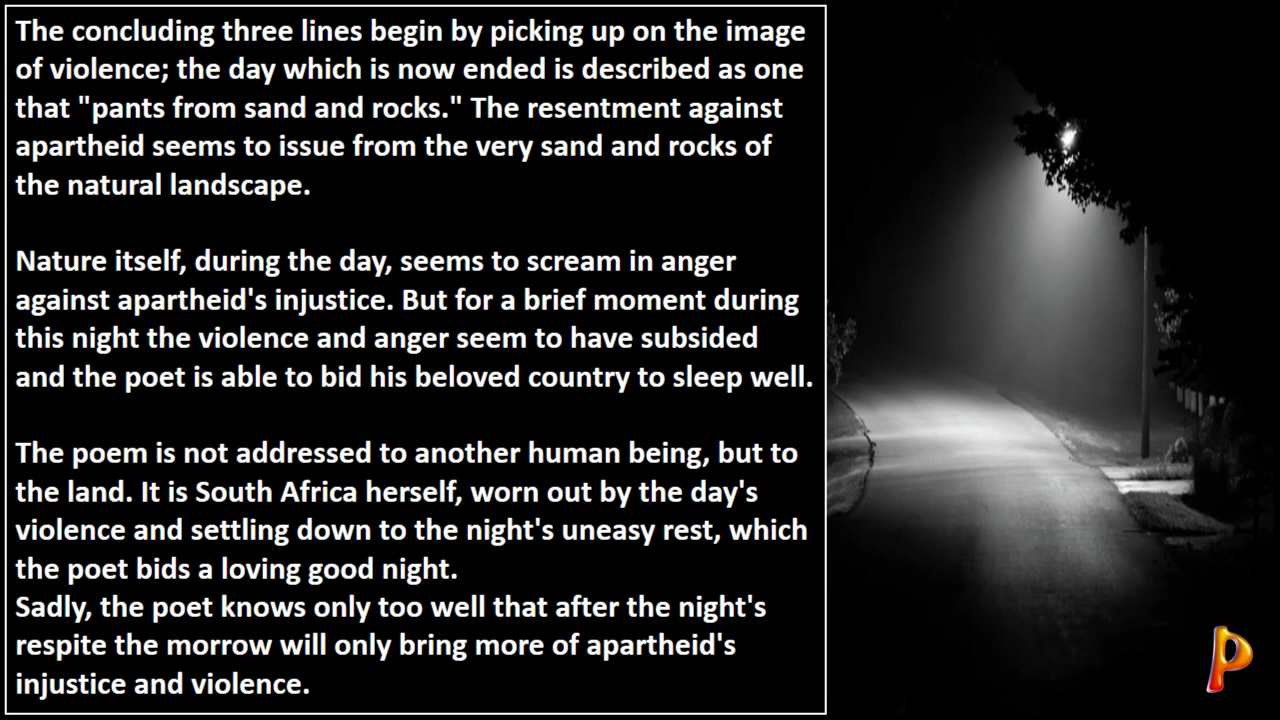 The concluding three lines begin by picking up on the image
of violence; the day which is now ended is described as one
that "pants from sand and rocks." The resentment against
apartheid seems to issue from the very sand and rocks of
the natural landscape.
Nature itself, during the day, seems to scream in anger
against apartheid's injustice. But for a brief moment during
this night the violence and anger seem to have subsided
and the poet is able to bid his beloved country to sleep well.
The poem is not addressed to another human being, but to
the land. It is South Africa herself, worn out by the day's
violence and settling down to the night's uneasy rest, which
the poet bids a loving good night.
Sadly, the poet knows only too well that after the night's
respite the morrow will only bring more of apartheid's
injustice and violence.
P